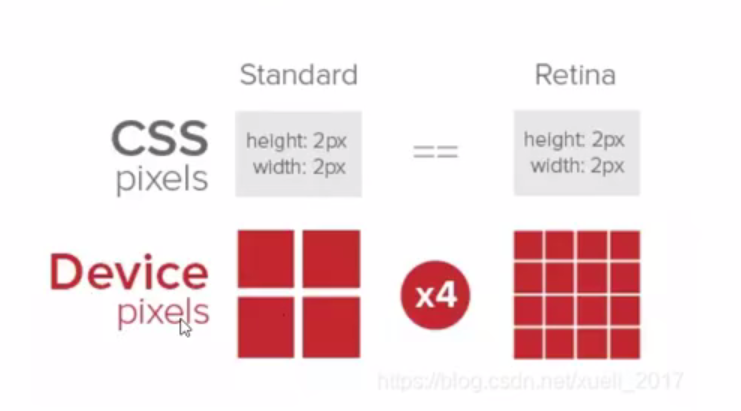 Standard
Retina
CSS
pixels
height: 2px
width: 2px
==
height: 2px
width: 2px
Device
pixels
x4
https://blog.csdn.net/xueli_2017